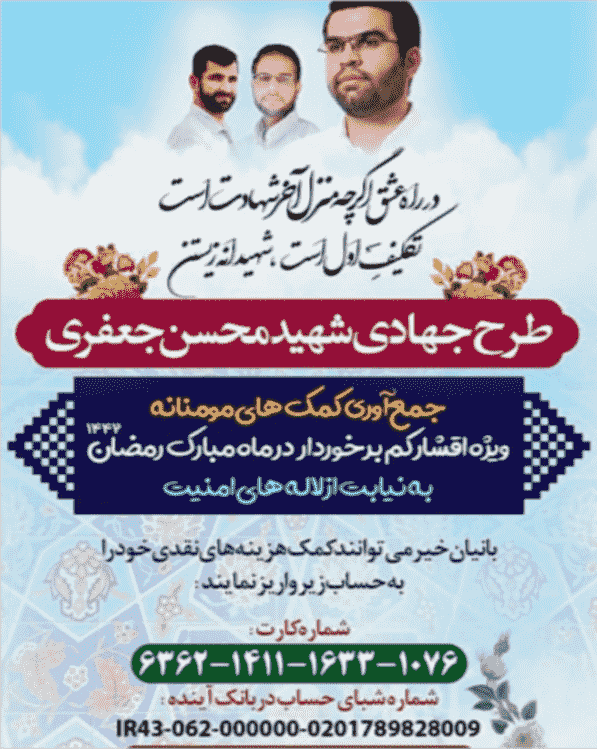 در راه عشق اگرچه منزل آخر شهادت است
تکلیفِ اول است، شهیدانه زیستن
طرح جهادی شهید محسن جعفری
جمع‌آوری کمک های مومنانه
ویژه اقشار کم برخوردار در ماه مبارک رمضان ۱۴۴۴
به نیابت از لاله های امنیت
بانیان خیر می توانند کمک هزینه های نقدی خود را
به حساب زیر واریز نمایند:
شماره کارت:
۶۳۶۲-۱۴۱۱-۱۶۳۳-۱۰۷۶
شماره شبای حساب در بانک آینده:
IR43-062-000000-0201789828009